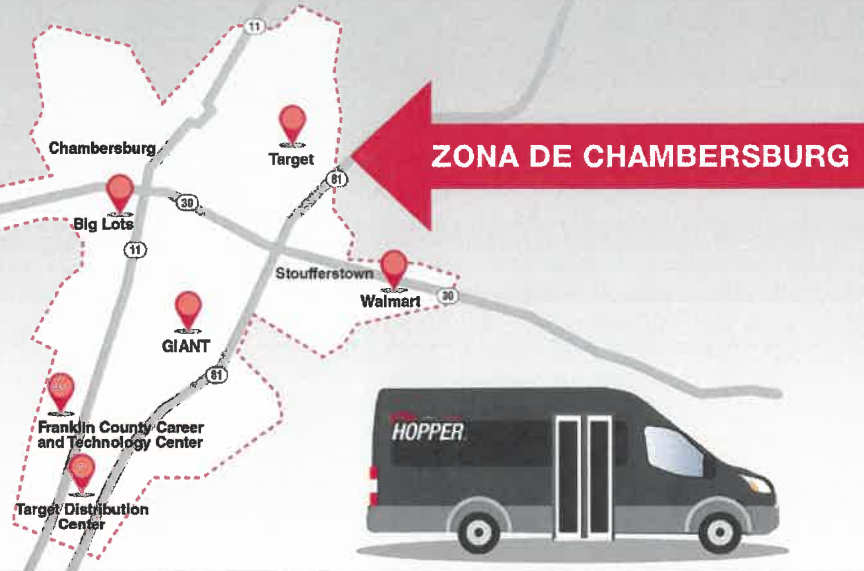 11
Chambersburg
Target
ZONA DE CHAMBERSBURG
81
30
Big Lots
11
Stoufferstown
Walmart
30
GIANT
81
Franklin County Career
and Technology Center
Target Distribution
Center
HOPPER